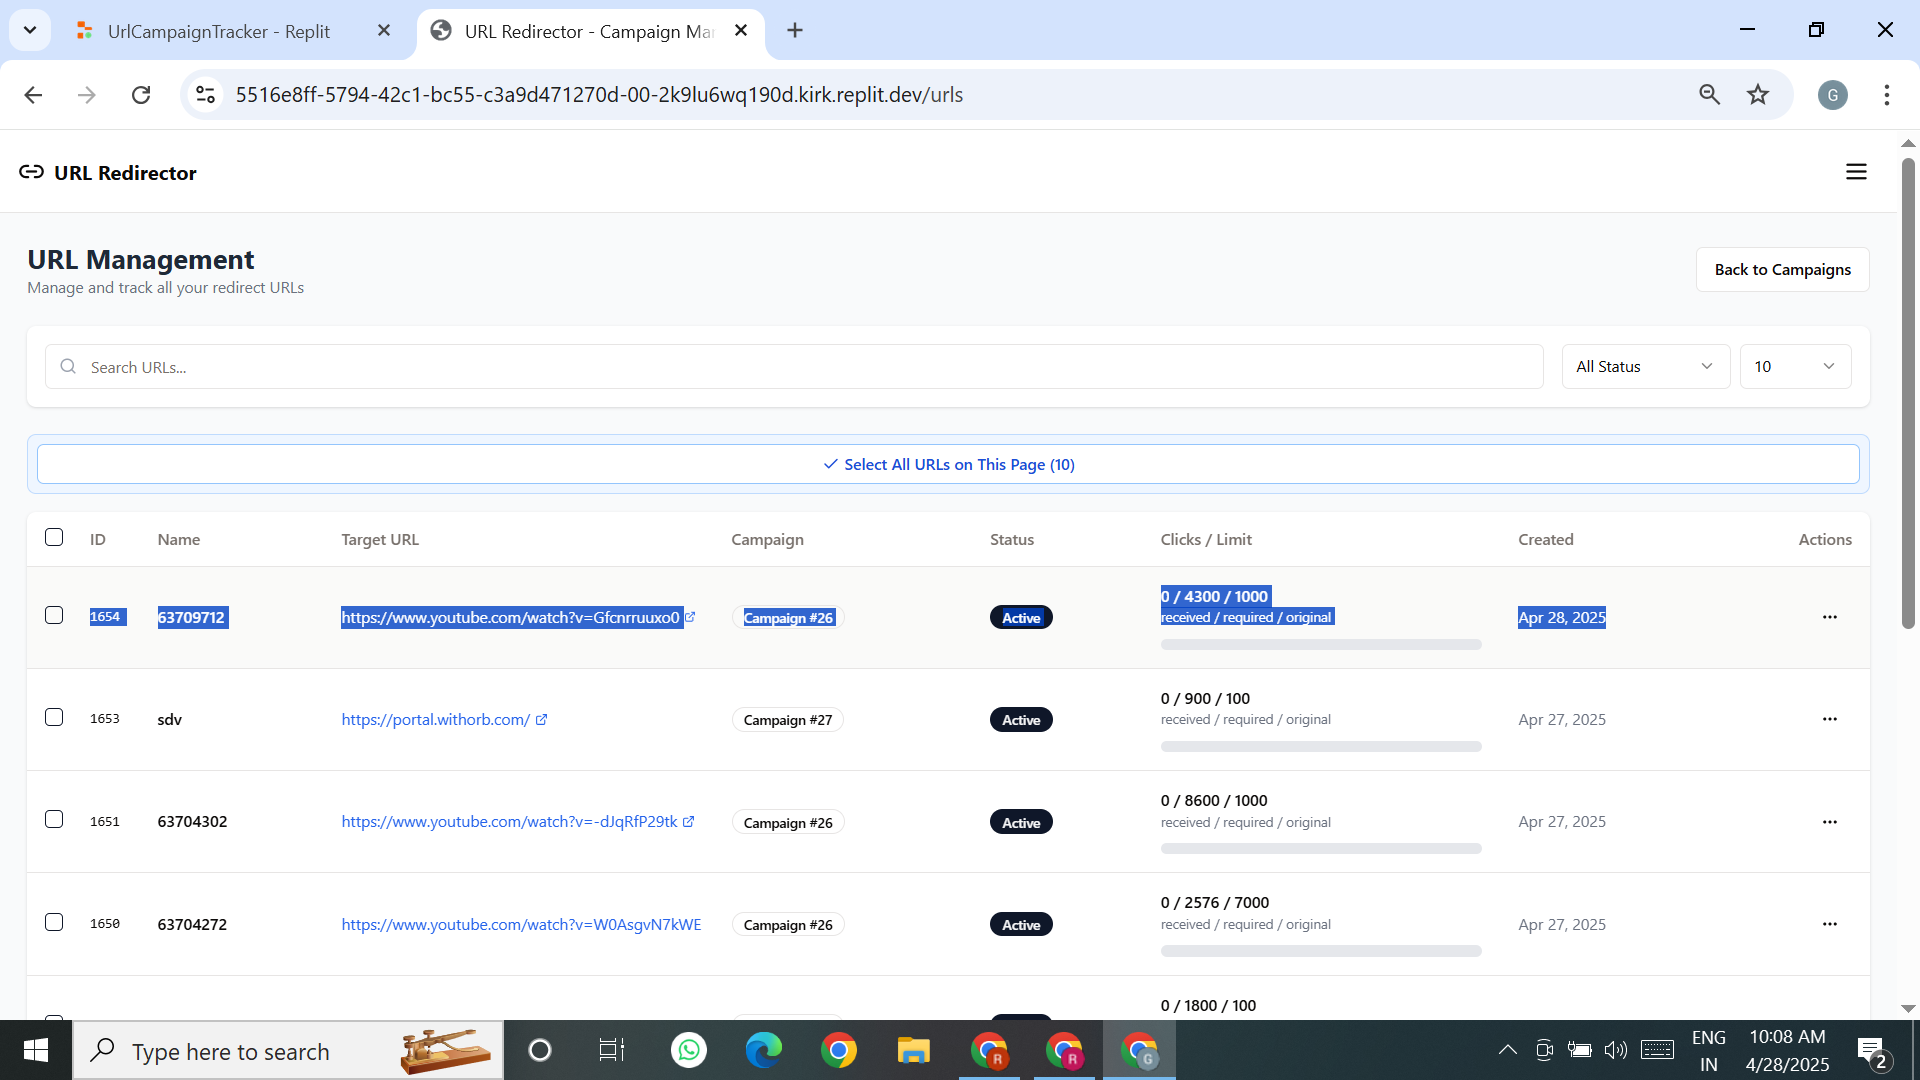 UrlCampaignTracker - Replit
URL Redirector - Campaign Ma
5516e8ff-5794-42c1-bc55-c3a9d471270d-00-2k9lu6wq190d.kirk.replit.dev/urls
G
URL Redirector
URL Management
Manage and track all your redirect URLs
Back to Campaigns
Search URLs...
All Status
10
Select All URLs on This Page (10)
ID Name Target URL Campaign Status Clicks / Limit Created Actions
1654 63709712 https://www.youtube.com/watch?v=Gfcnrruuxo0 Campaign #26 Active 0 / 4300 / 1000 Apr 28, 2025
received / required / original
1653 sdv https://portal.withorb.com/ Campaign #27 Active 0 / 900 / 100 Apr 27, 2025
received / required / original
1651 63704302 https://www.youtube.com/watch?v=-dJqRfP29tk Campaign #26 Active 0 / 8600 / 1000 Apr 27, 2025
received / required / original
1650 63704272 https://www.youtube.com/watch?v=W0AsgvN7kWE Campaign #26 Active 0 / 2576 / 7000 Apr 27, 2025
received / required / original
0 / 1800 / 100
Type here to search
R
R
G
ENG
IN
10:08 AM
4/28/2025
2